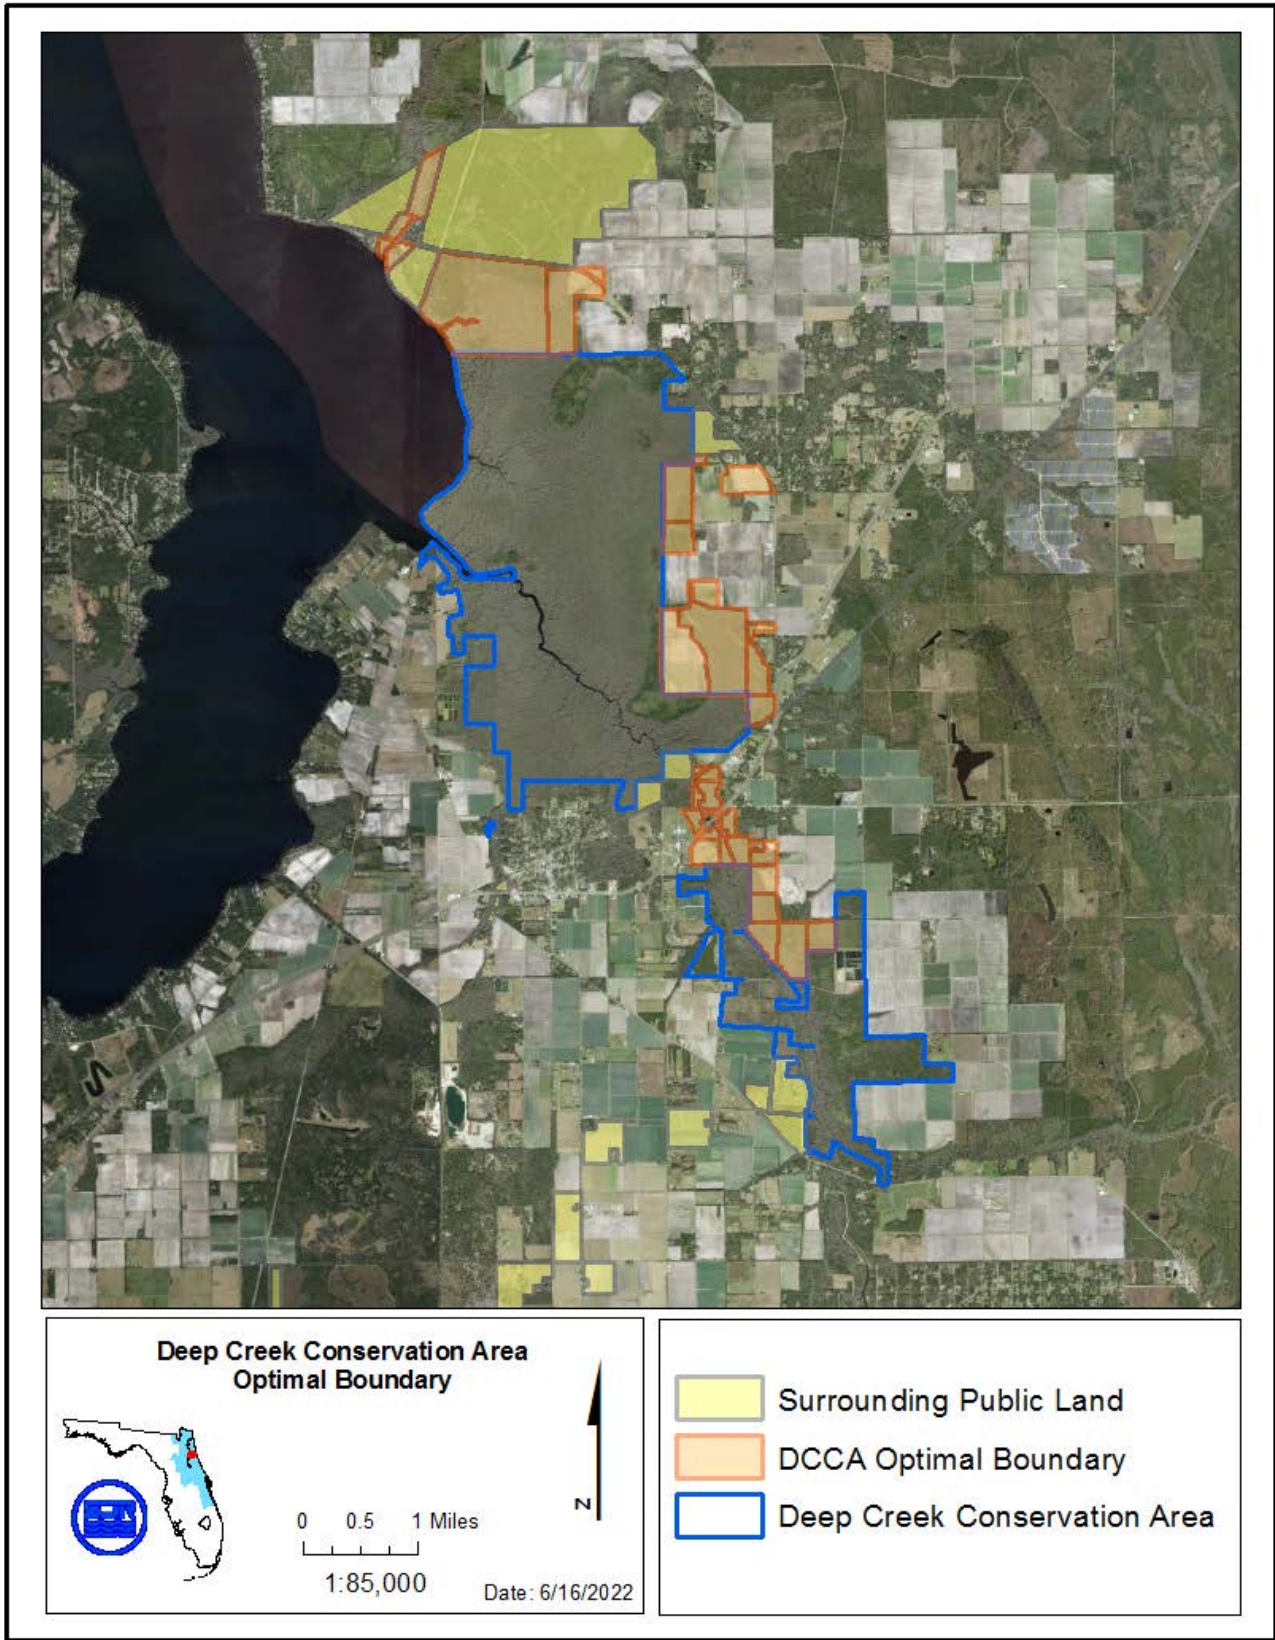 Deep Creek Conservation Area
Optimal Boundary
N
0 0.5 1 Miles
1:85,000
Date: 6/16/2022
Surrounding Public Land
DCCA Optimal Boundary
Deep Creek Conservation Area